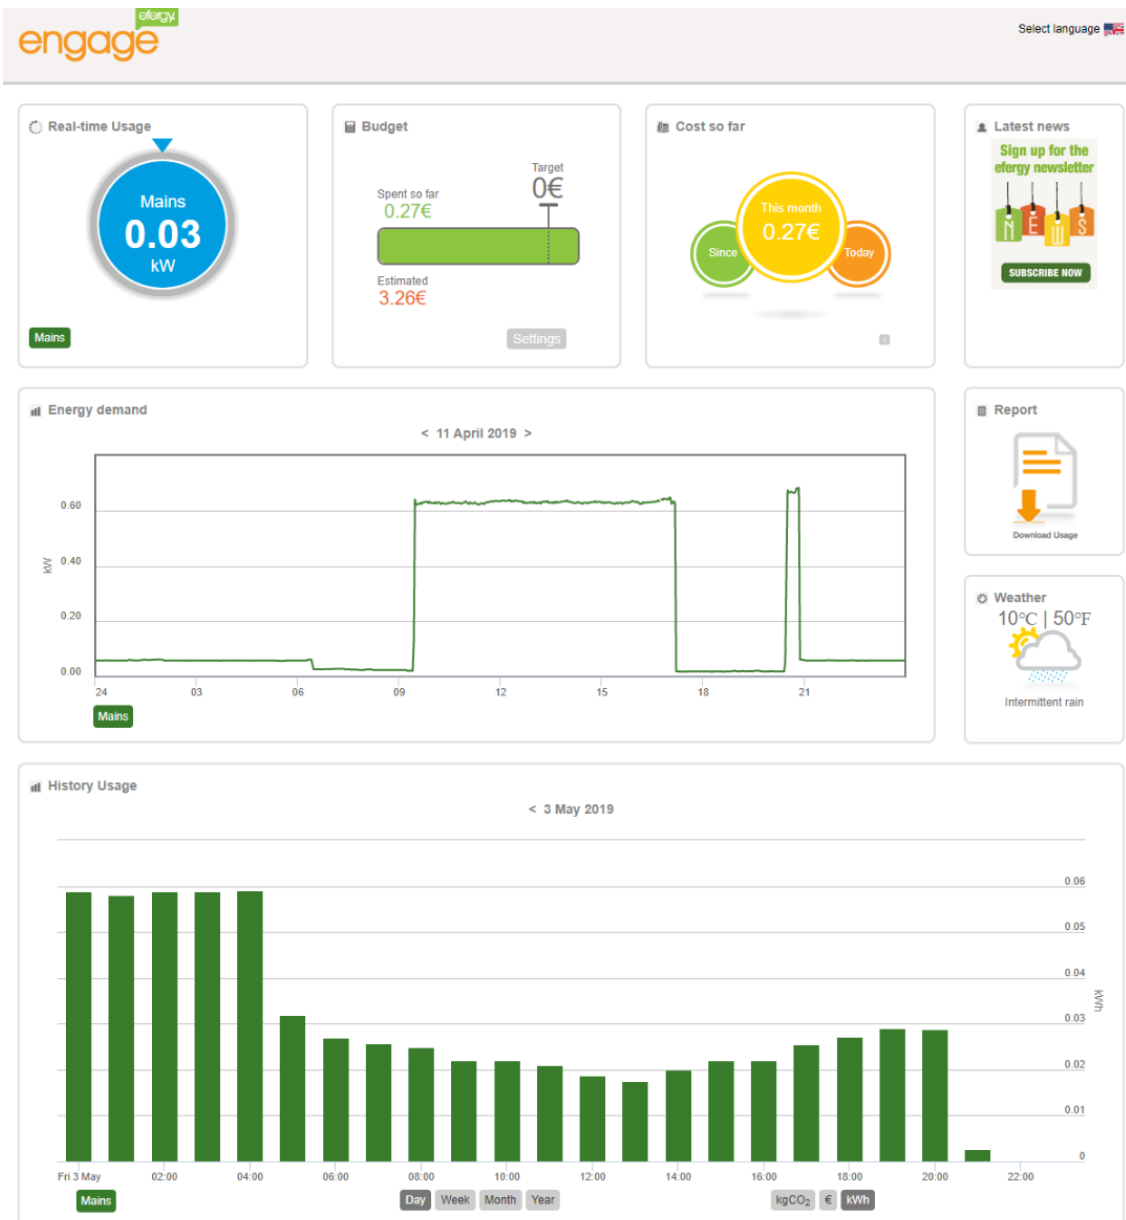 efergy
engage
Select language
Real-time Usage
Mains
0.03
kW
Mains
Budget
Target
0€
Spent so far
0.27€
Estimated
3.26€
Settings
Cost so far
This month
0.27€
Since
Today
i
Latest news
Sign up for the
efergy newsletter
NEWS
SUBSCRIBE NOW
Energy demand
< 11 April 2019 >
0.60
0.40
0.20
0.00
kW
24 03 06 09 12 15 18 21
Mains
Report
Download Usage
Weather
10°C | 50°F
Intermittent rain
History Usage
< 3 May 2019
0.06
0.05
0.04
0.03
0.02
0.01
0
kWh
Fri 3 May 02:00 04:00 06:00 08:00 10:00 12:00 14:00 16:00 18:00 20:00 22:00
Mains Day Week Month Year kgCO₂ € kWh